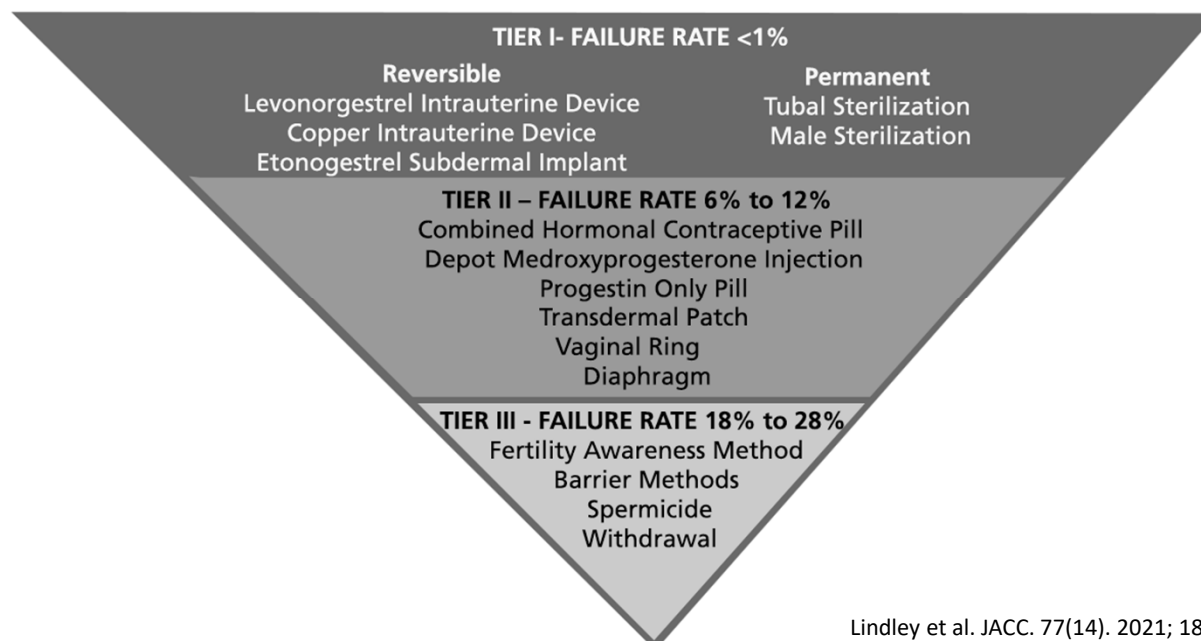 TIER I- FAILURE RATE <1%
Reversible
Levonorgestrel Intrauterine Device
Copper Intrauterine Device
Etonogestrel Subdermal Implant
Permanent
Tubal Sterilization
Male Sterilization
TIER II – FAILURE RATE 6% to 12%
Combined Hormonal Contraceptive Pill
Depot Medroxyprogesterone Injection
Progestin Only Pill
Transdermal Patch
Vaginal Ring
Diaphragm
TIER III - FAILURE RATE 18% to 28%
Fertility Awareness Method
Barrier Methods
Spermicide
Withdrawal
Lindley et al. JACC. 77(14). 2021; 18